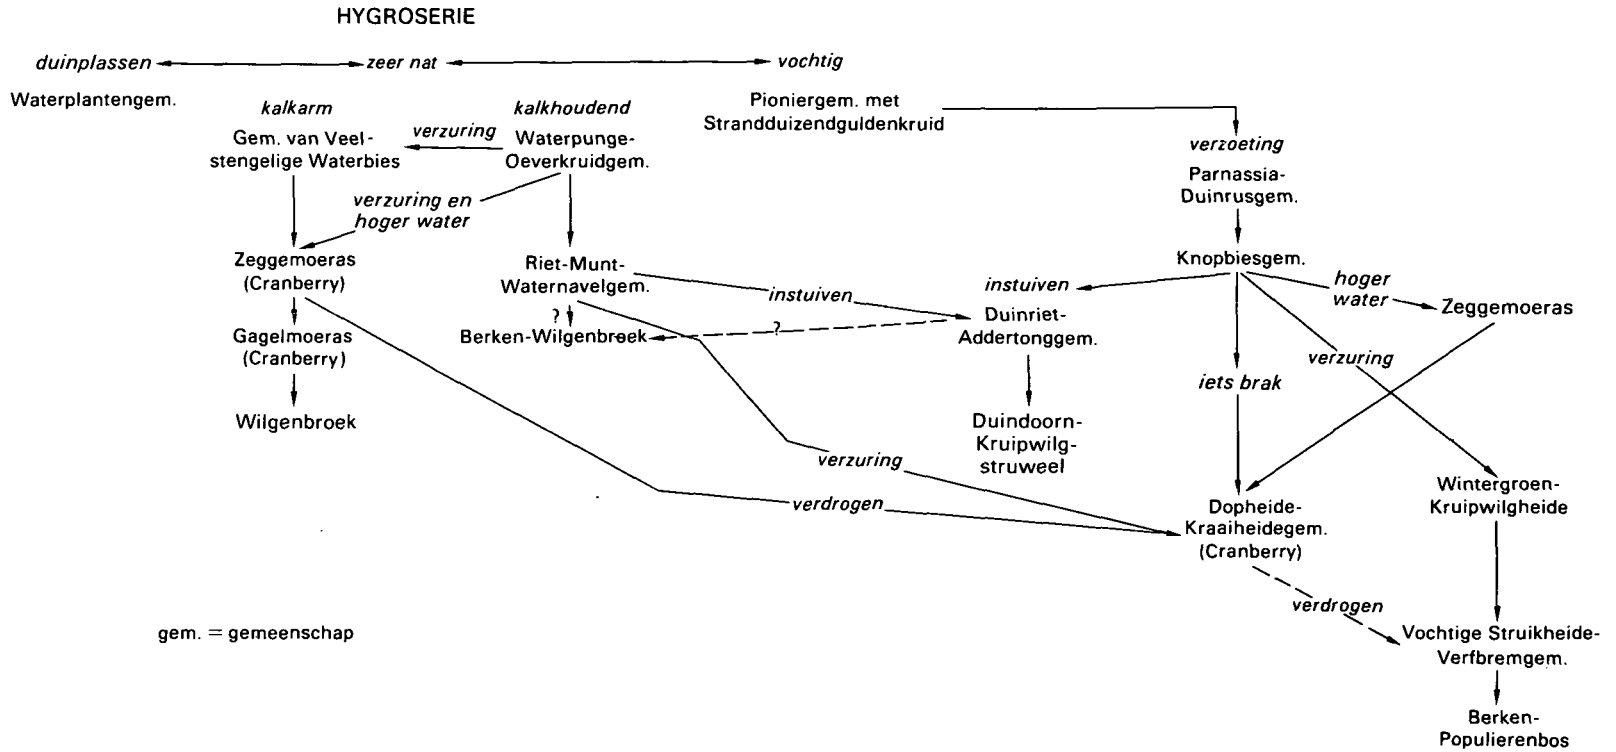 HYGROSERIE
duinplassen zeer nat vochtig
Waterplantengem.
kalkarm
Gem. van Veel-
stengelige Waterbies
verzuring
kalkhoudend
Waterpunge-
Oeverkruidgem.
Pioniergem. met
Strandduizendguldenkruid
verzoeting
Parnassia-
Duinrusgem.
verzuring en
hoger water
Zeggemoeras
(Cranberry)
Riet-Munt-
Waternavelgem.
Knopbiesgem.
instuiven
instuiven
hoger
water
Zeggemoeras
Gagelmoeras
(Cranberry)
?
Berken-Wilgenbroek
?
Duinriet-
Addertonggem.
verzuring
iets brak
Wilgenbroek
Duindoorn-
Kruipwilg-
struweel
verzuring
verdrogen
Wintergroen-
Kruipwilgheide
Dopheide-
Kraaiheidegem.
(Cranberry)
verdrogen
gem. = gemeenschap
Vochtige Struikheide-
Verfbremgem.
Berken-
Populierenbos